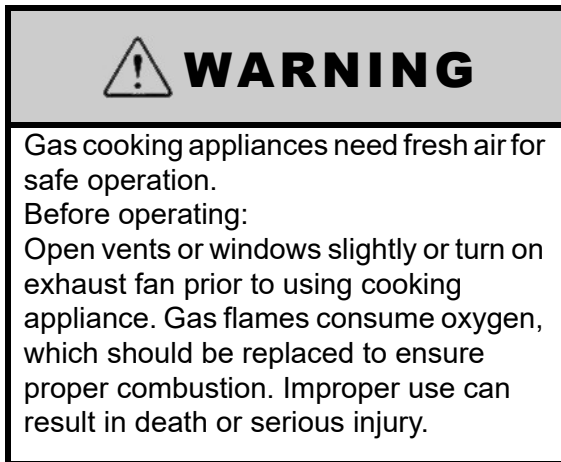 WARNING
Gas cooking appliances need fresh air for
safe operation.
Before operating:
Open vents or windows slightly or turn on
exhaust fan prior to using cooking
appliance. Gas flames consume oxygen,
which should be replaced to ensure
proper combustion. Improper use can
result in death or serious injury.